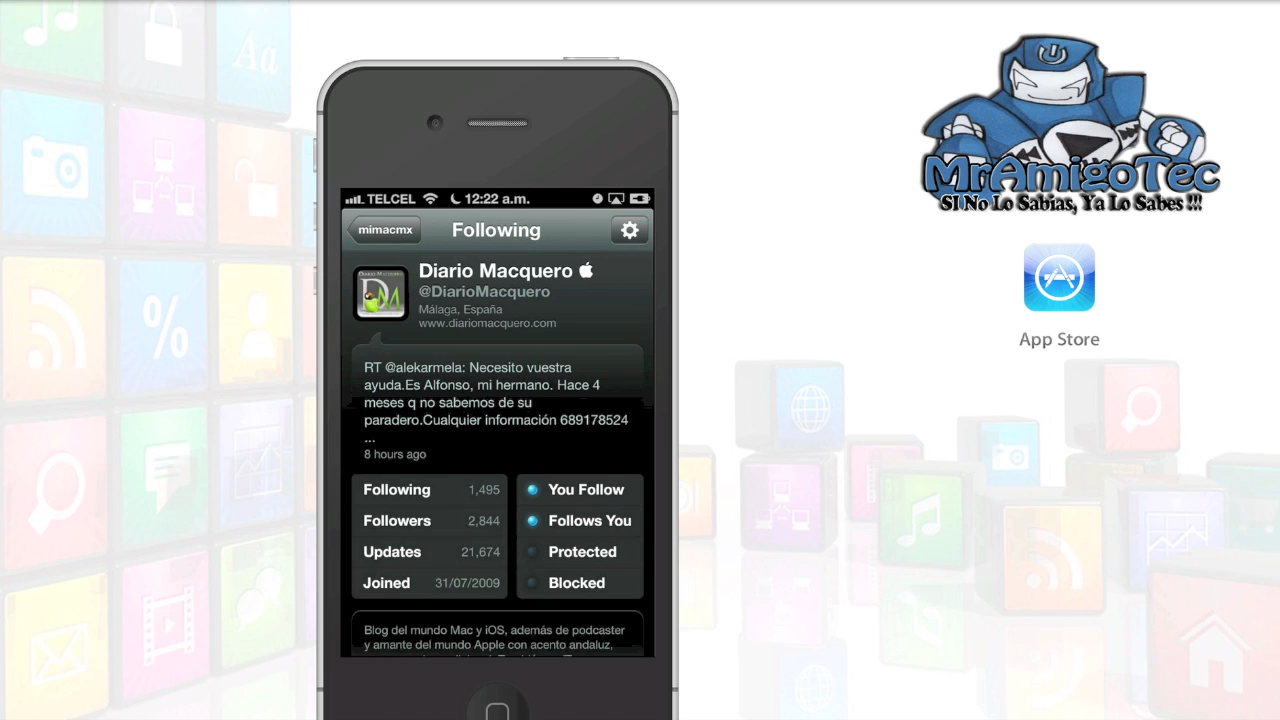 Aa
MrAmigoTec
SI No Lo Sabias, Ya Lo Sabes !!!
App Store
TELCEL 12:22 a.m.
mimacmx Following
Diario Macquero
@DiarioMacquero
Málaga, España
www.diariomacquero.com
RT @alekarmela: Necesito vuestra
ayuda.Es Alfonso, mi hermano. Hace 4
meses q no sabemos de su
paradero.Cualquier información 689178524
...
8 hours ago
Following 1,495
Followers 2,844
Updates 21,674
Joined 31/07/2009
You Follow
Follows You
Protected
Blocked
Blog del mundo Mac y iOS, además de podcaster
y amante del mundo Apple con acento andaluz,